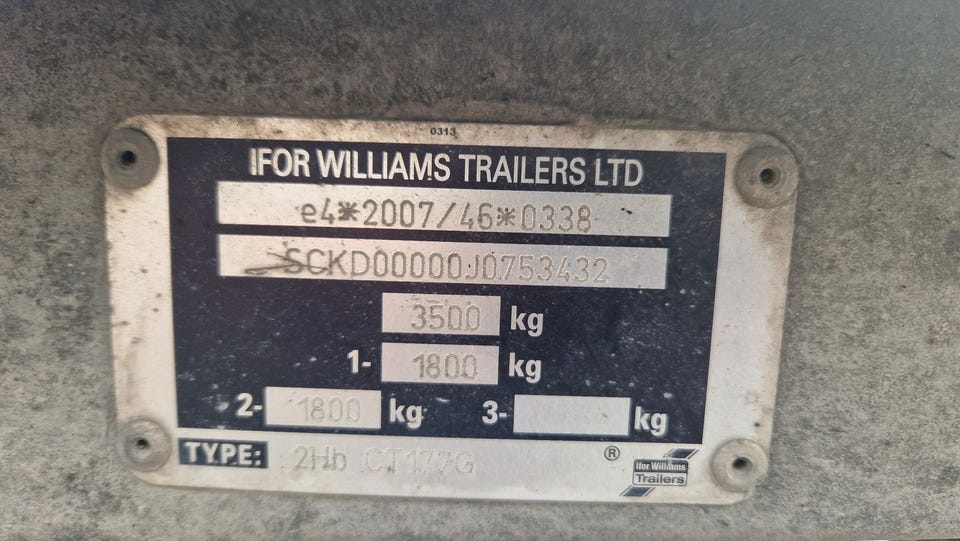 0313
IFOR WILLIAMS TRAILERS LTD
e4*2007/46*0338
SCKD00000J0753432
3500 kg
1- 1800 kg
2- 1800 kg 3- kg
TYPE: 2Hb CT177G ®
Ifor Williams
Trailers